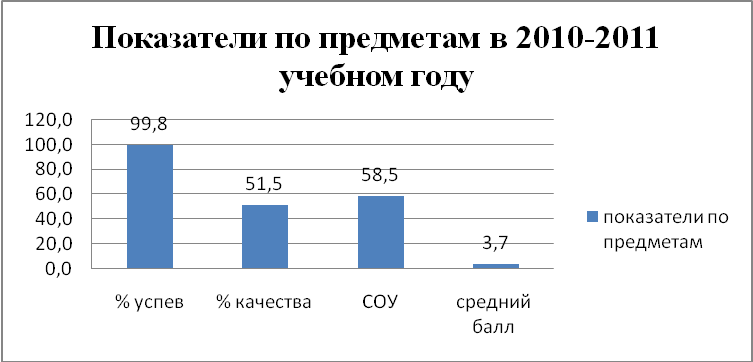 Показатели по предметам в 2010-2011
учебном году
120,0
100,0
80,0
60,0
40,0
20,0
0,0
99,8
51,5
58,5
3,7
% успев
% качества
СОУ
средний
балл
показатели по
предметам